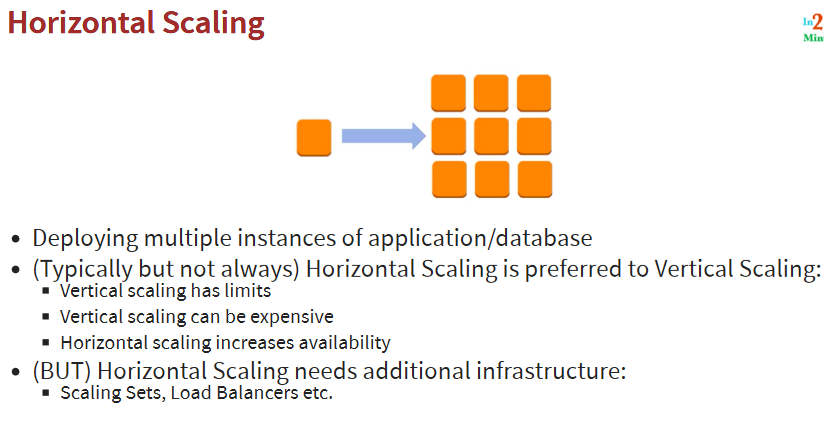 Horizontal Scaling
In 2
Min
• Deploying multiple instances of application/database
• (Typically but not always) Horizontal Scaling is preferred to Vertical Scaling:
▪ Vertical scaling has limits
▪ Vertical scaling can be expensive
▪ Horizontal scaling increases availability
• (BUT) Horizontal Scaling needs additional infrastructure:
▪ Scaling Sets, Load Balancers etc.